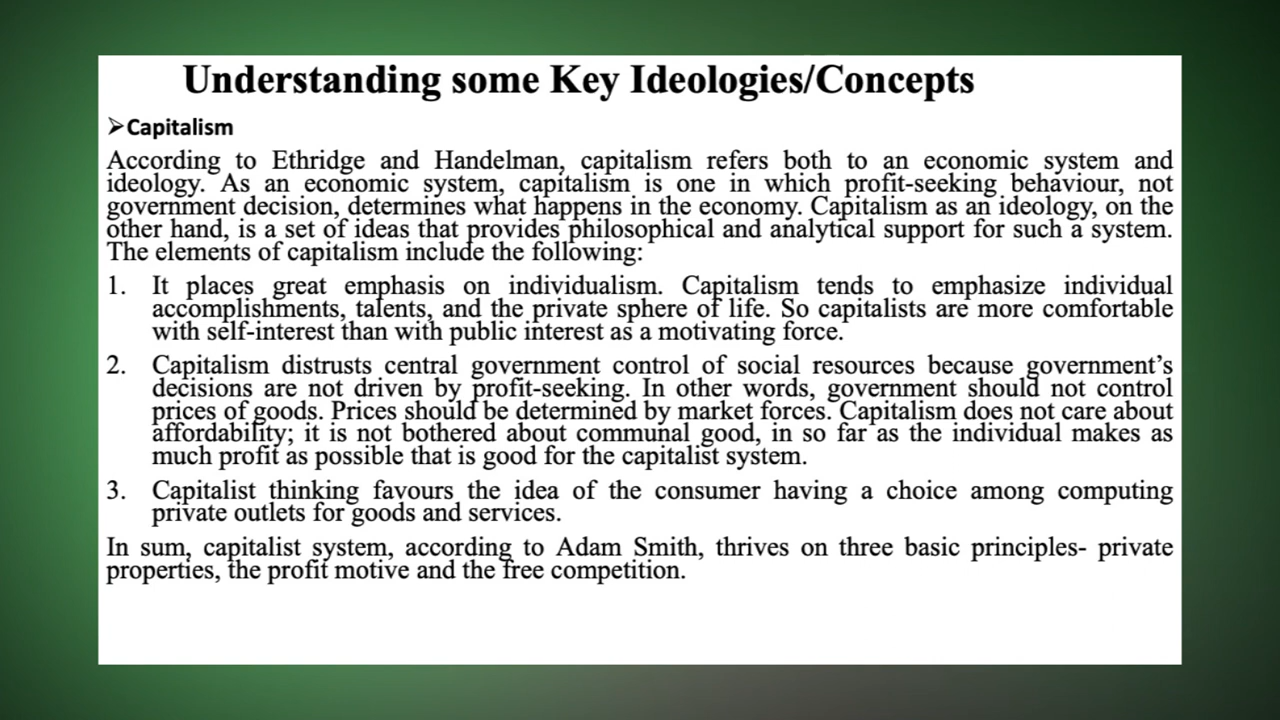 Understanding some Key Ideologies/Concepts
➢Capitalism
According to Ethridge and Handelman, capitalism refers both to an economic system and
ideology. As an economic system, capitalism is one in which profit-seeking behaviour, not
government decision, determines what happens in the economy. Capitalism as an ideology, on the
other hand, is a set of ideas that provides philosophical and analytical support for such a system.
The elements of capitalism include the following:
1. It places great emphasis on individualism. Capitalism tends to emphasize individual
accomplishments, talents, and the private sphere of life. So capitalists are more comfortable
with self-interest than with public interest as a motivating force.
2. Capitalism distrusts central government control of social resources because government’s
decisions are not driven by profit-seeking. In other words, government should not control
prices of goods. Prices should be determined by market forces. Capitalism does not care about
affordability; it is not bothered about communal good, in so far as the individual makes as
much profit as possible that is good for the capitalist system.
3. Capitalist thinking favours the idea of the consumer having a choice among computing
private outlets for goods and services.
In sum, capitalist system, according to Adam Smith, thrives on three basic principles- private
properties, the profit motive and the free competition.